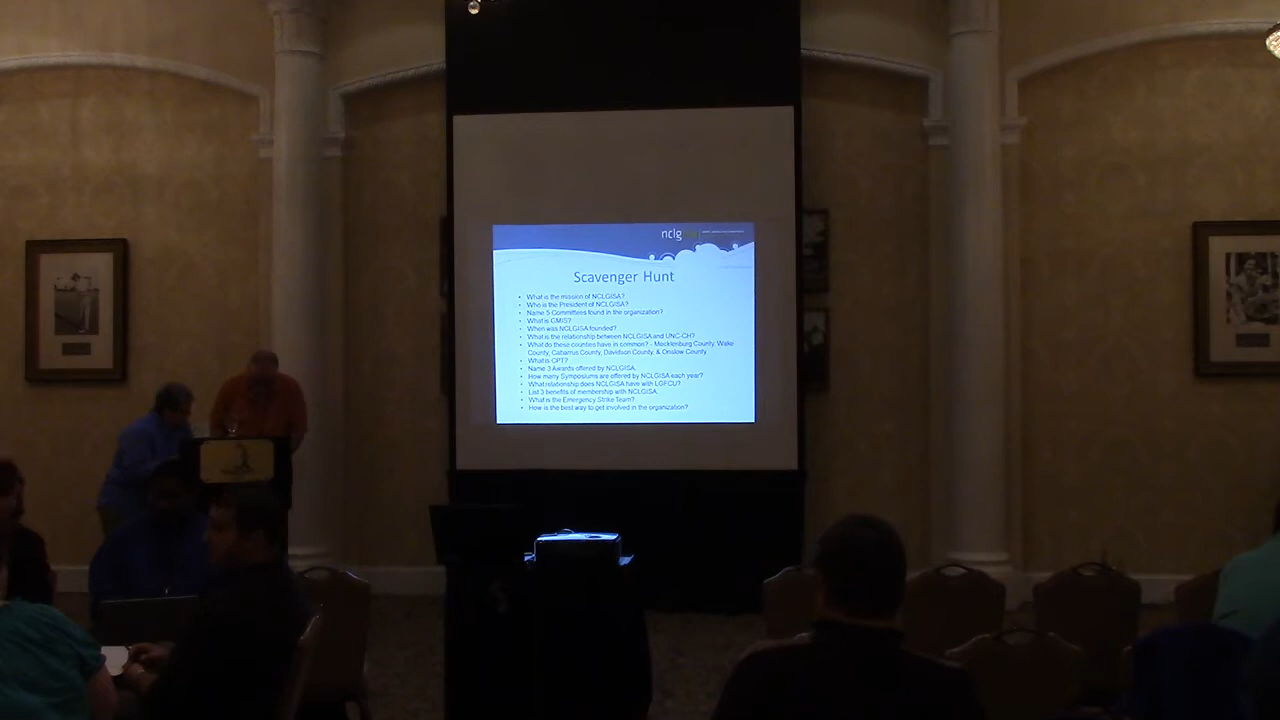 nclg
Scavenger Hunt
• What is the mission of NCLGISA?
• Who is the President of NCLGISA?
• Name 5 Committees found in the organization?
• What is GMIS?
• When was NCLGISA founded?
• What is the relationship between NCLGISA and UNC-CH?
• What do these counties have in common? - Mecklenburg County, Wake
County, Cabarrus County, Davidson County, & Onslow County
• What is CPT?
• Name 3 Awards offered by NCLGISA.
• How many Symposiums are offered by NCLGISA each year?
• What relationship does NCLGISA have with LGFCU?
• List 3 benefits of membership with NCLGISA.
• What is the Emergency Strike Team?
• How is the best way to get involved in the organization?